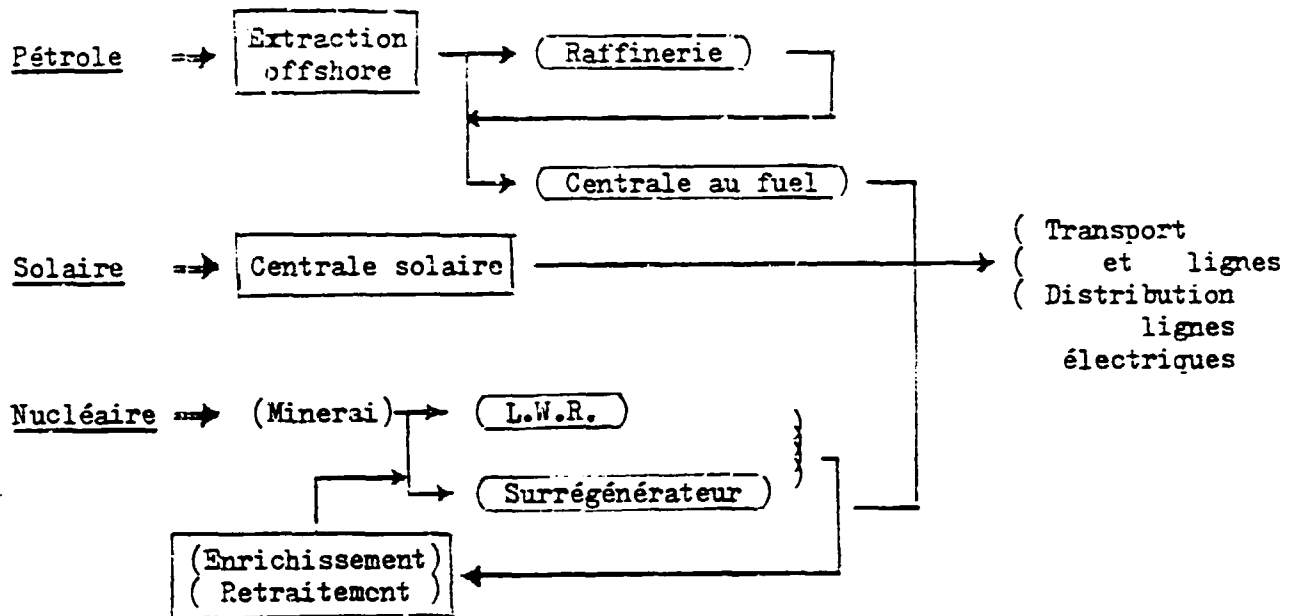 Extraction
Pétrole ⇒ offshore (Raffinerie)
(Centrale au fuel)
Solaire ⇒ Centrale solaire
( Transport
( et lignes
( Distribution
lignes
électriques
Nucléaire ⇒ (Minerai) (L.W.R.)
(Surrégénérateur)
(Enrichissement)
( Retraitement )